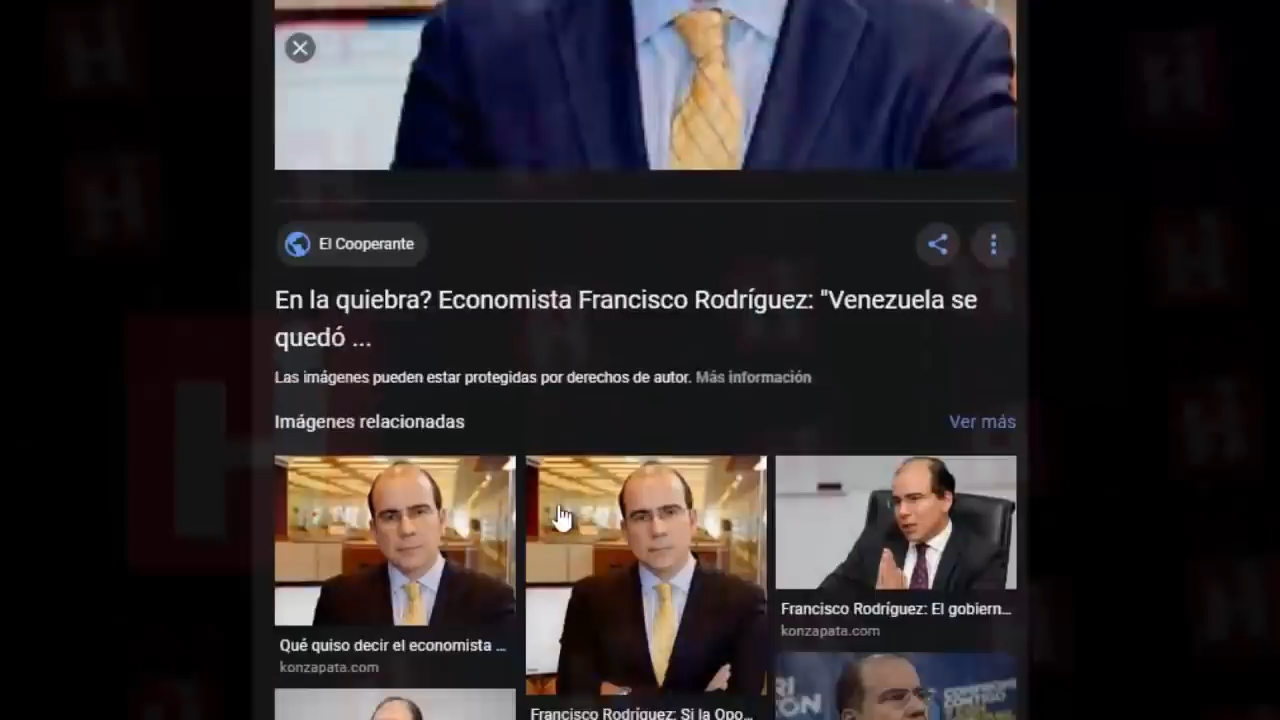 El Cooperante
En la quiebra? Economista Francisco Rodríguez: "Venezuela se
quedó ...
Las imágenes pueden estar protegidas por derechos de autor. Más información
Imágenes relacionadas
Ver más
Qué quiso decir el economista ...
konzapata.com
Francisco Rodríguez: Si la Opo...
Francisco Rodríguez: El gobiern...
konzapata.com